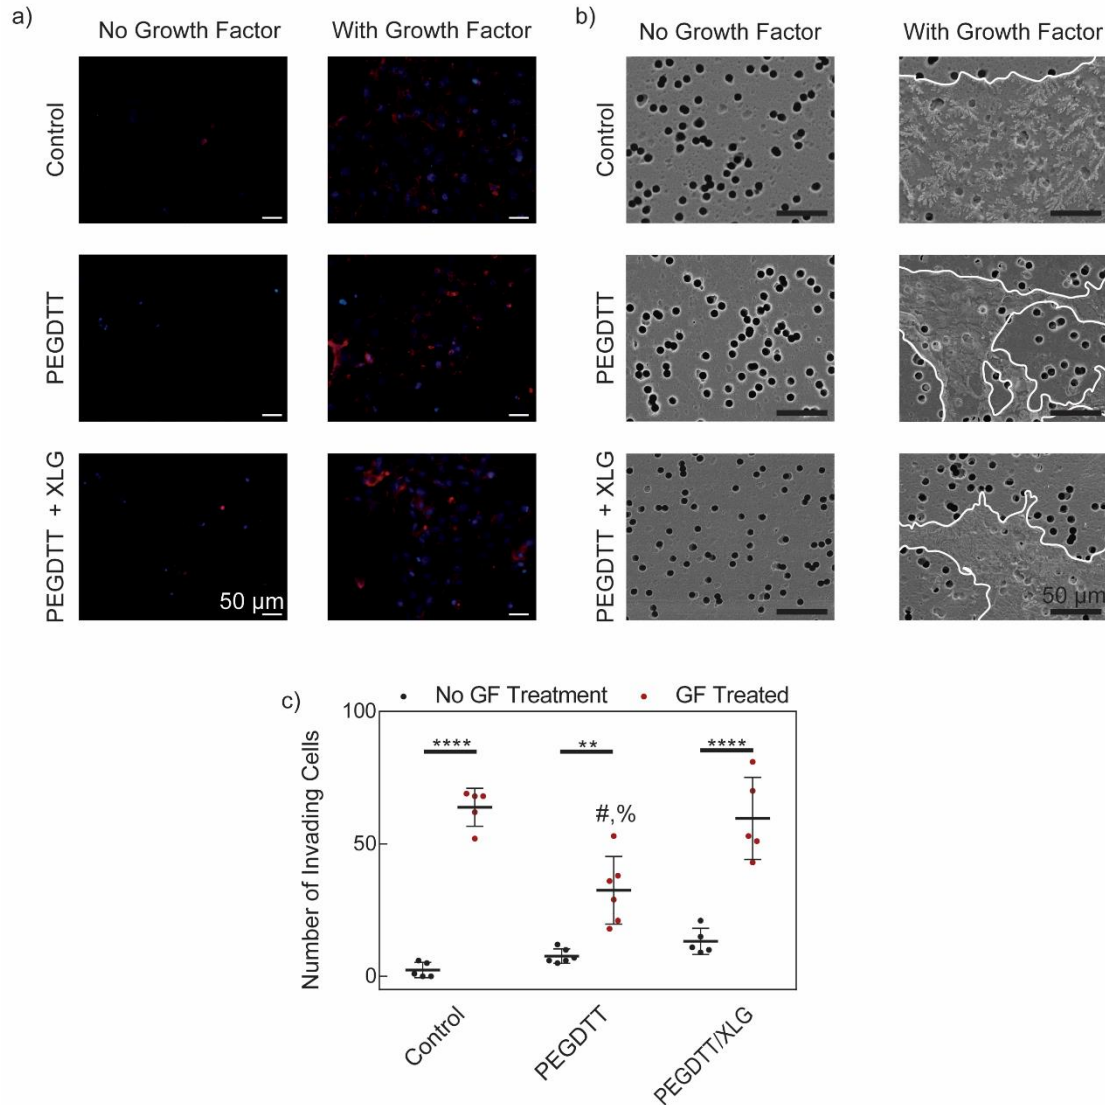 a)
No Growth Factor
With Growth Factor
b)
No Growth Factor
With Growth Factor
Control
Control
PEGDTT
PEGDTT
PEGDTT + XLG
50 µm
PEGDTT + XLG
50 µm
c)
No GF Treatment
GF Treated
Number of Invading Cells
100
50
0
****
**
****
#,%
Control
PEGDTT
PEGDTT/XLG